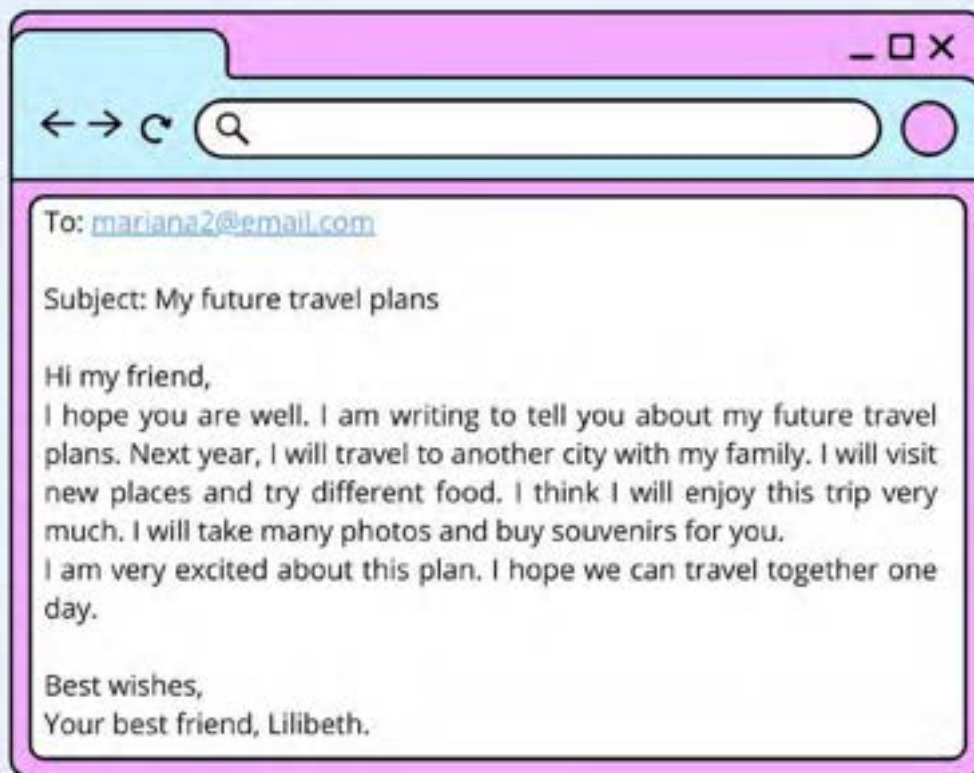 To: mariana2@email.com
Subject: My future travel plans
Hi my friend,
I hope you are well. I am writing to tell you about my future travel
plans. Next year, I will travel to another city with my family. I will visit
new places and try different food. I think I will enjoy this trip very
much. I will take many photos and buy souvenirs for you.
I am very excited about this plan. I hope we can travel together one
day.
Best wishes,
Your best friend, Lilibeth.